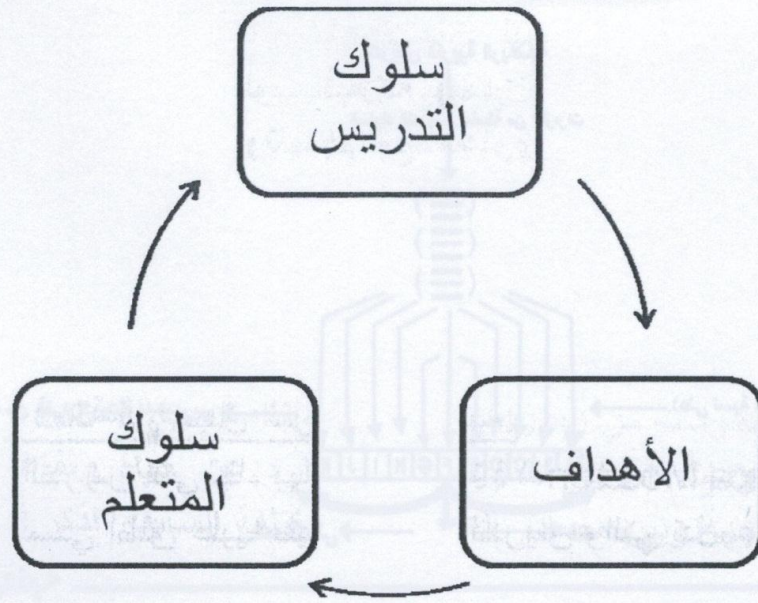 سلوك
التدريس
الأهداف
سلوك
المتعلم